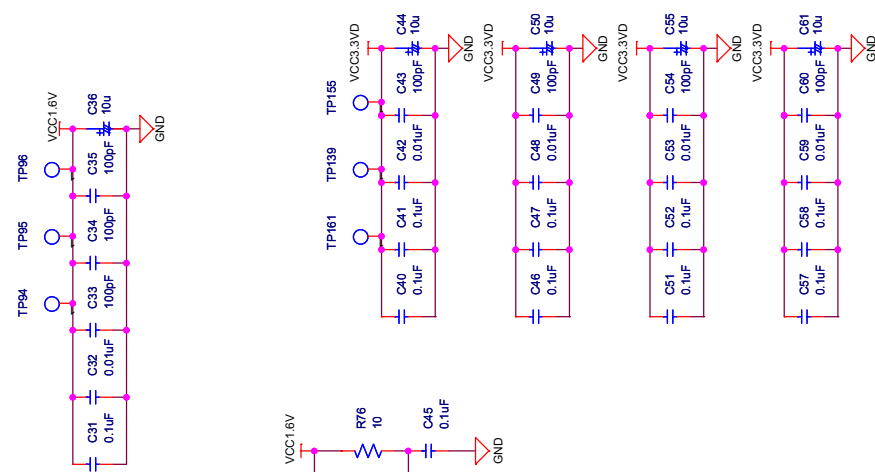 VCC1.6V
C36
10u
GND
TP96
C35
100pF
TP95
C34
100pF
TP94
C33
100pF
C32
0.01uF
C31
0.1uF
VCC3.3VD
C44
10u
GND
TP155
C43
100pF
TP139
C42
0.01uF
TP161
C41
0.1uF
C40
0.1uF
VCC3.3VD
C50
10u
GND
C49
100pF
C48
0.01uF
C47
0.1uF
C46
0.1uF
VCC3.3VD
C55
10u
GND
C54
100pF
C53
0.01uF
C52
0.1uF
C51
0.1uF
VCC3.3VD
C61
10u
GND
C60
100pF
C59
0.01uF
C58
0.1uF
C57
0.1uF
VCC1.6V
R76
10
C45
0.1uF
GND